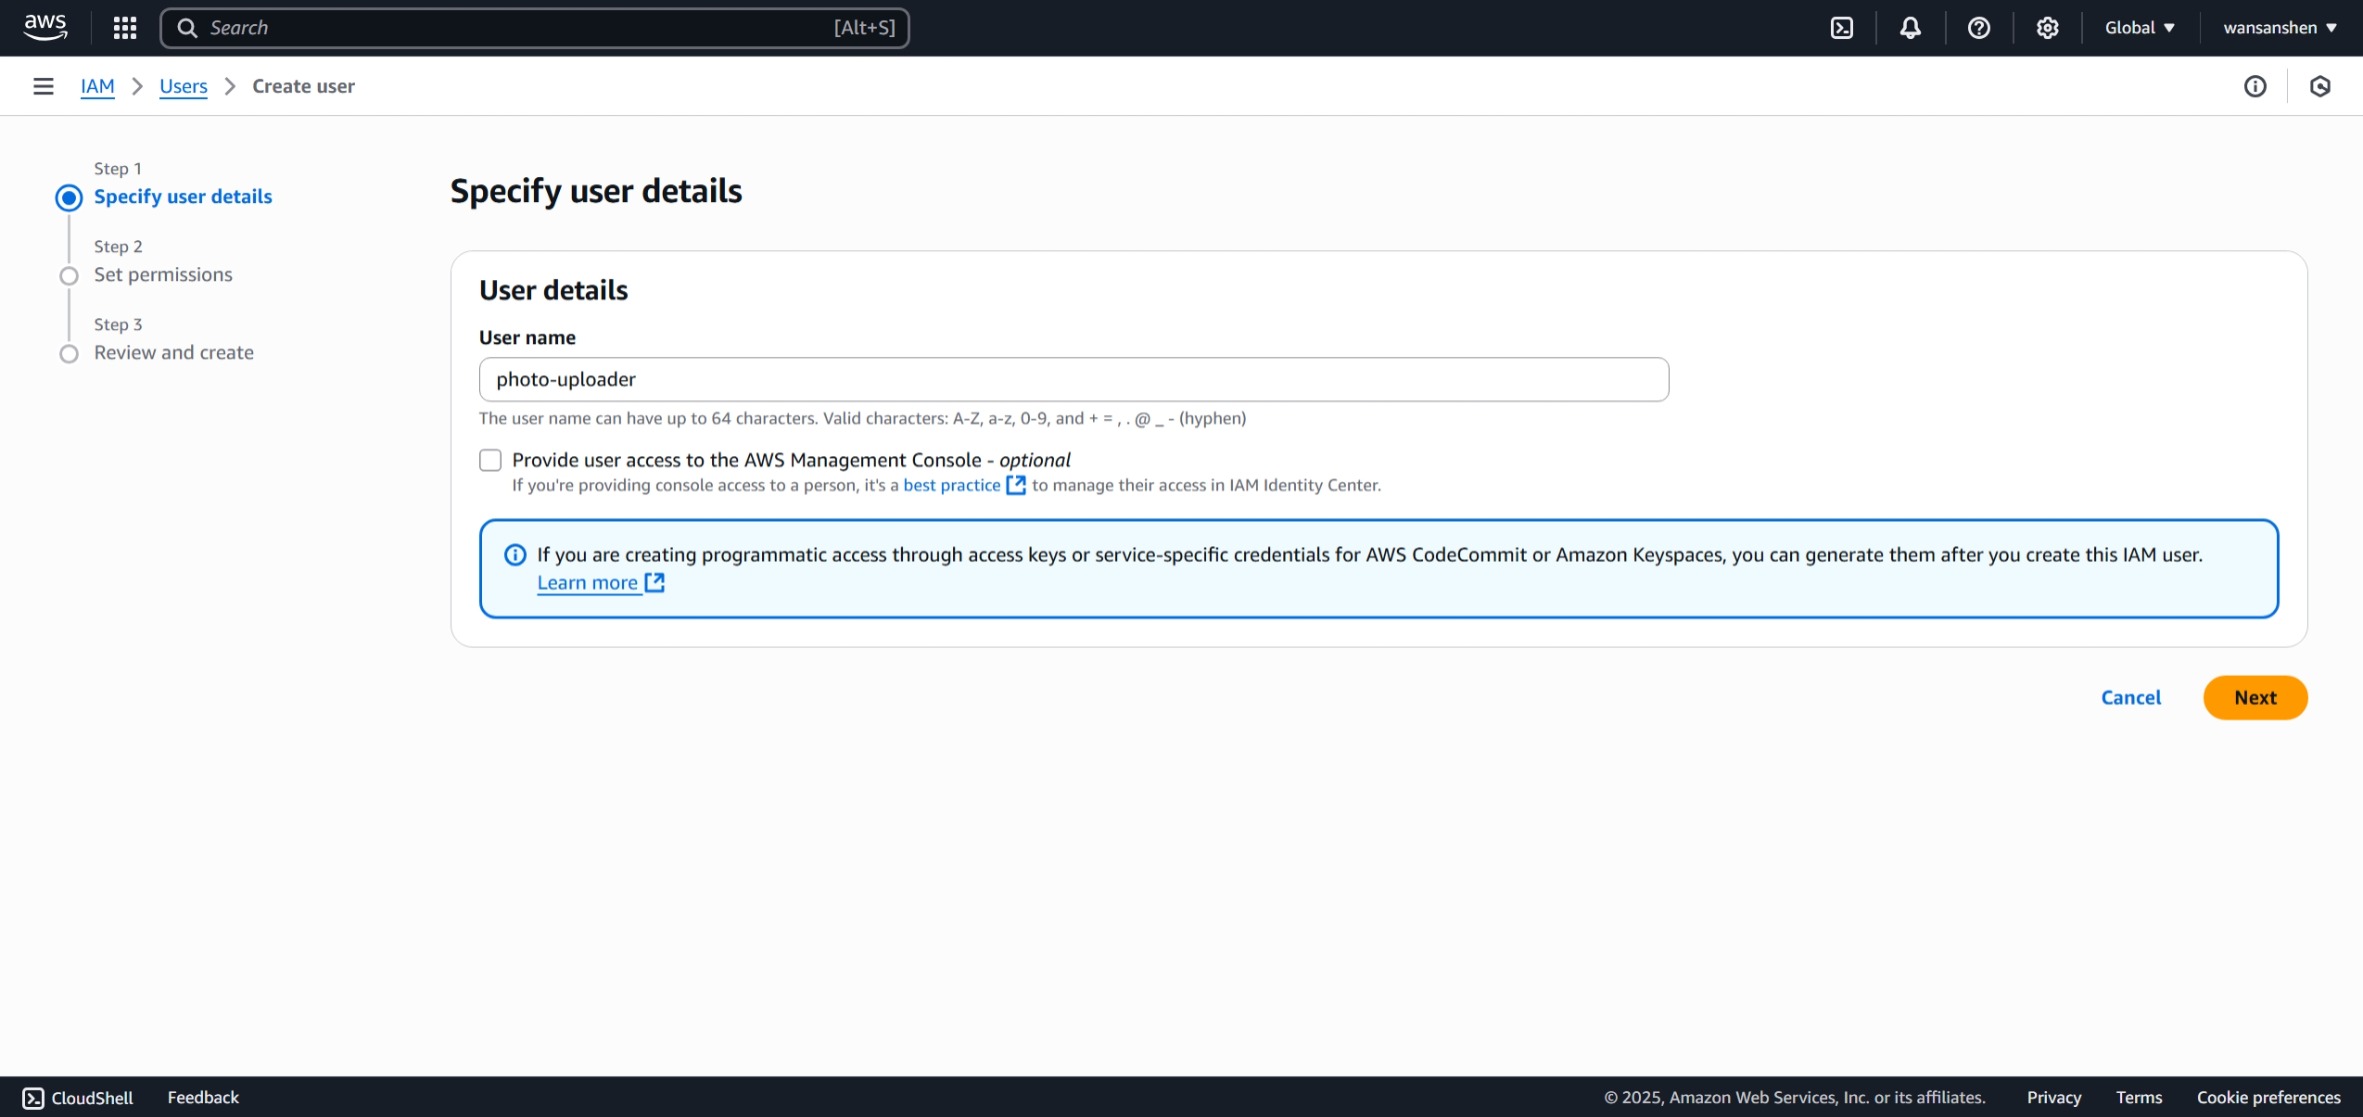 aws
Search [Alt+S]
Global
wansanshen
IAM > Users > Create user
Step 1
Specify user details
Step 2
Set permissions
Step 3
Review and create
Specify user details
User details
User name
photo-uploader
The user name can have up to 64 characters. Valid characters: A-Z, a-z, 0-9, and + = , . @ _ - (hyphen)
Provide user access to the AWS Management Console - optional
If you're providing console access to a person, it's a best practice to manage their access in IAM Identity Center.
If you are creating programmatic access through access keys or service-specific credentials for AWS CodeCommit or Amazon Keyspaces, you can generate them after you create this IAM user.
Learn more
Cancel
Next
CloudShell
Feedback
© 2025, Amazon Web Services, Inc. or its affiliates.
Privacy
Terms
Cookie preferences